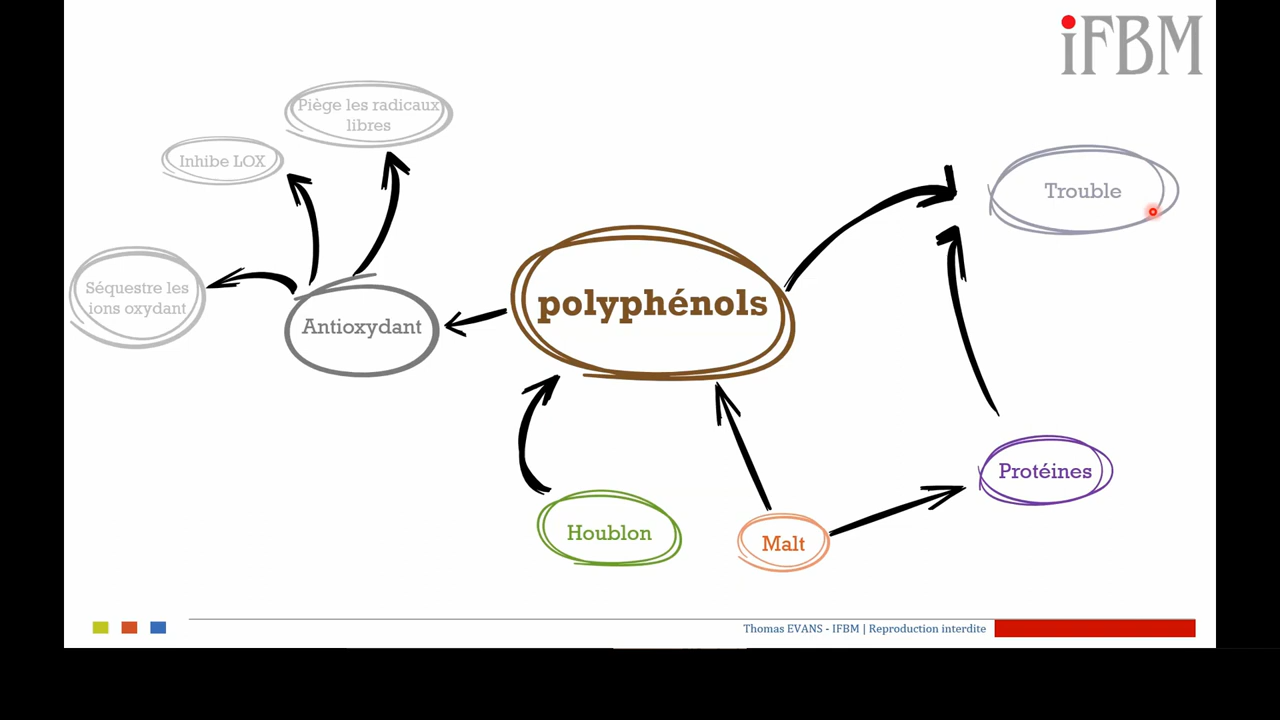 iFBM
Piège les radicaux
libres
Inhibe LOX
Trouble
Séquestre les
ions oxydant
polyphénols
Antioxydant
Protéines
Houblon
Malt
Thomas EVANS - IFBM | Reproduction interdite